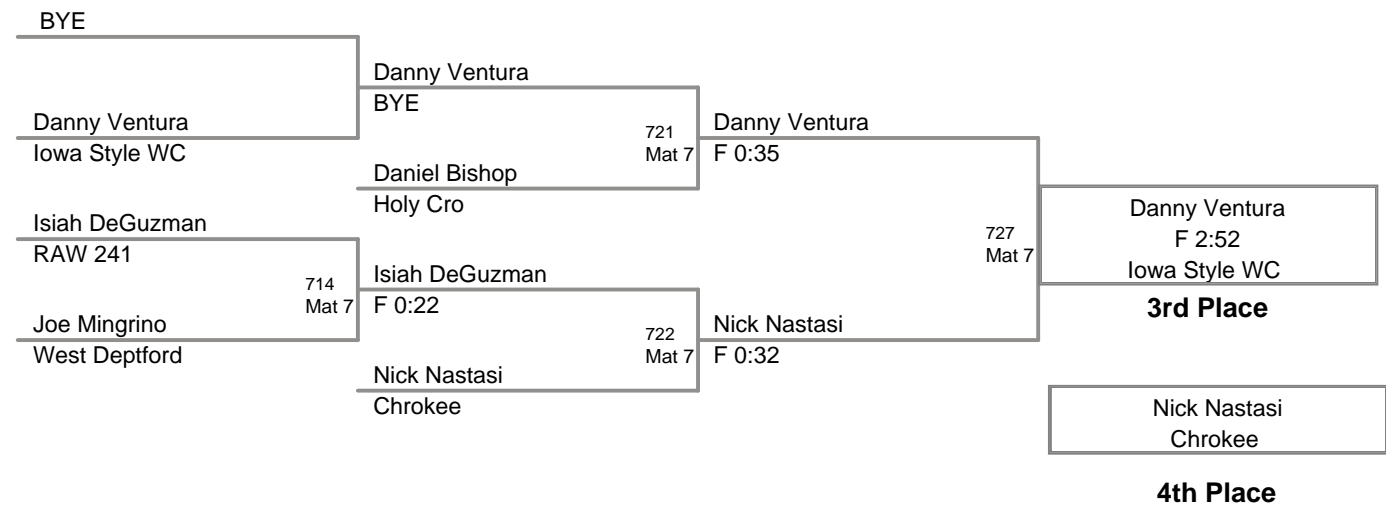 BYE
Danny Ventura
Iowa Style WC
Isiah DeGuzman
RAW 241
714
Mat 7
Joe Mingrino
West Deptford
Danny Ventura
BYE
721
Mat 7
Daniel Bishop
Holy Cro
Isiah DeGuzman
F 0:22
722
Mat 7
Nick Nastasi
Chrokee
Danny Ventura
F 0:35
727
Mat 7
Nick Nastasi
F 0:32
Danny Ventura
F 2:52
Iowa Style WC
3rd Place
Nick Nastasi
Chrokee
4th Place